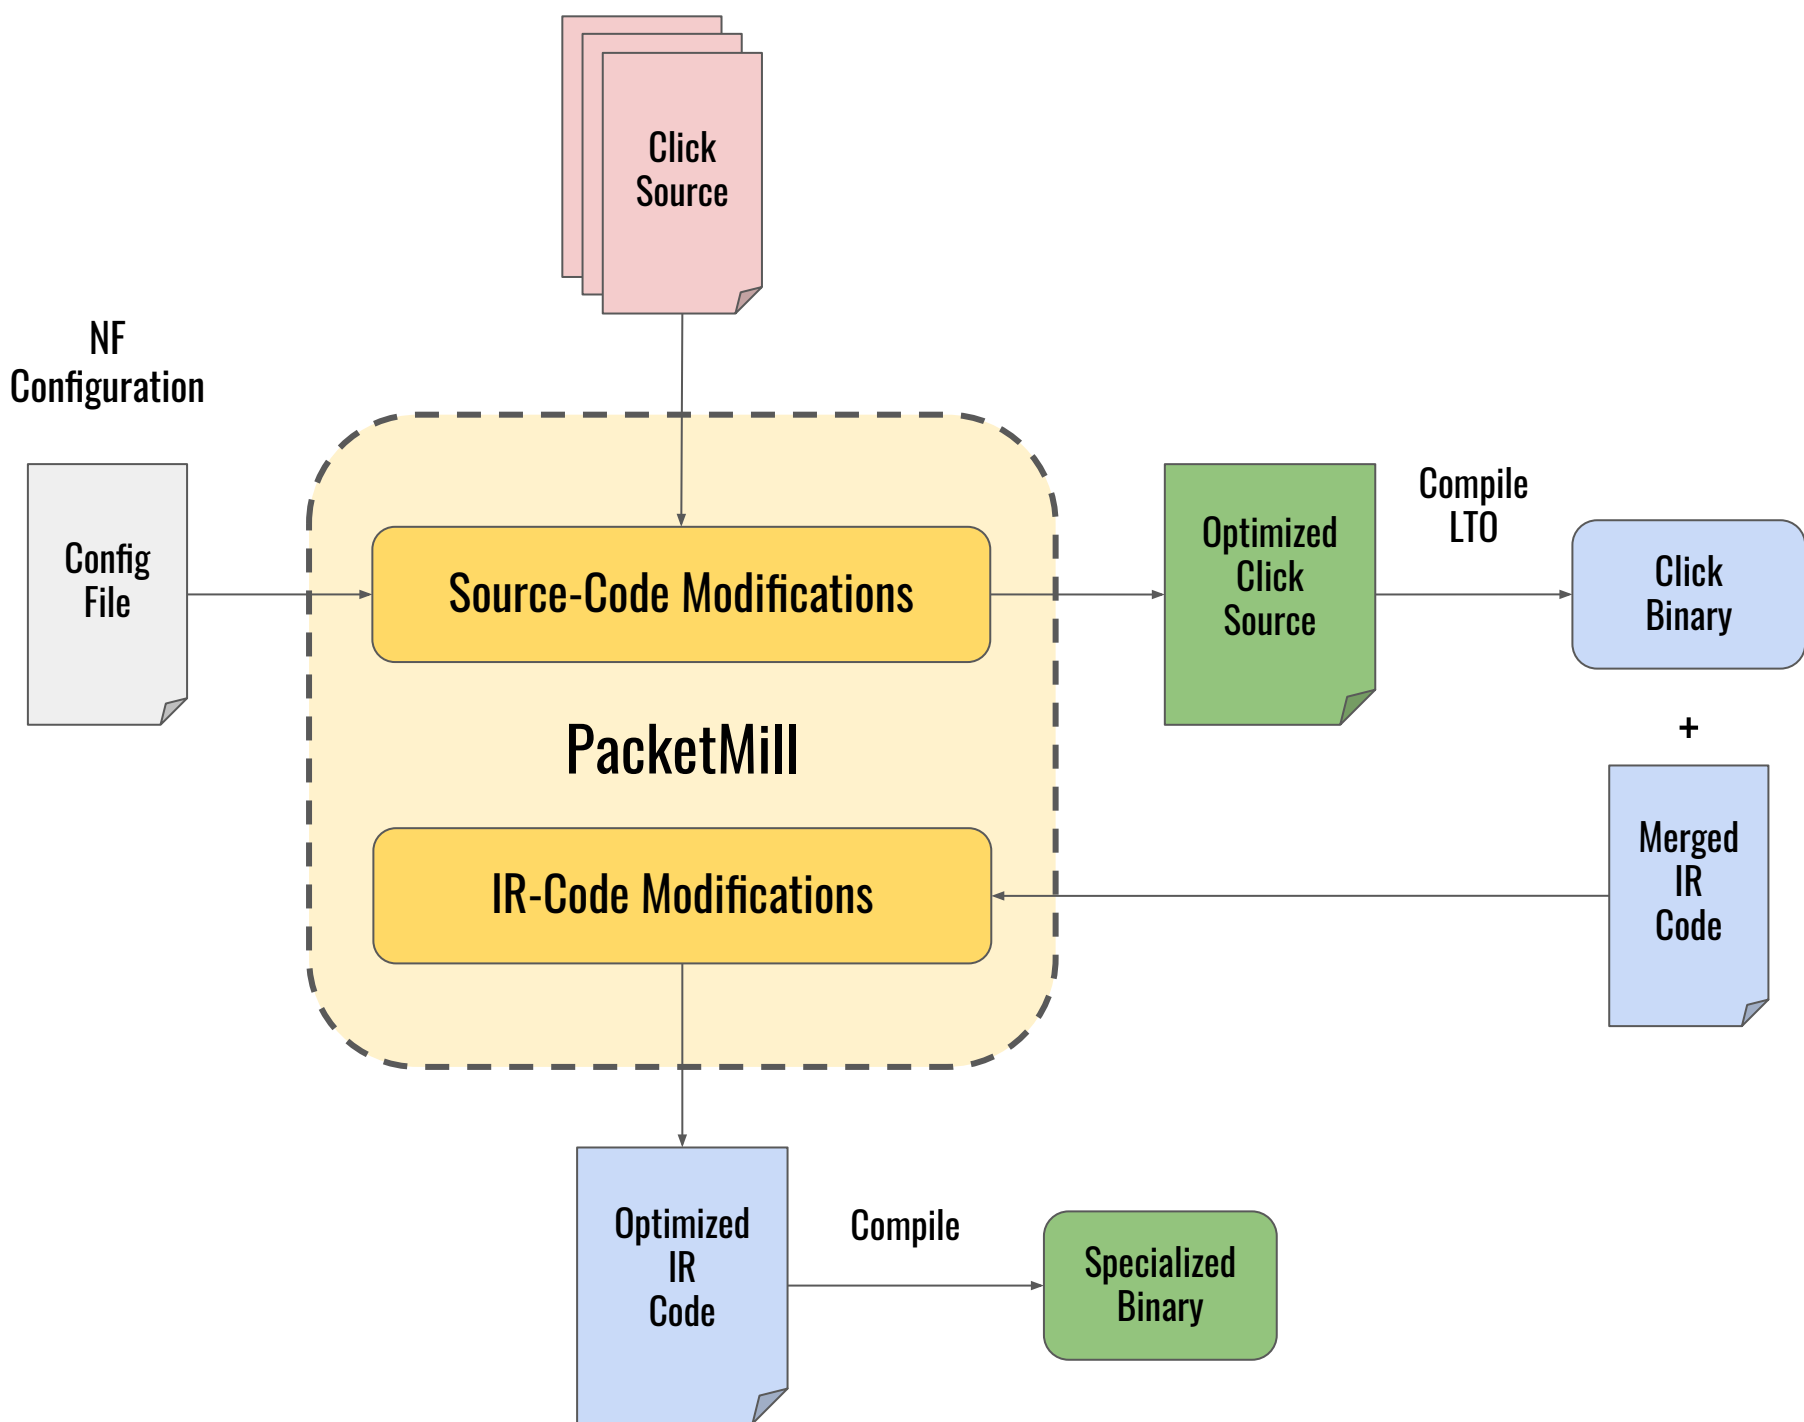 Click
Source
NF
Configuration
Config
File
Source-Code Modifications
Optimized
Click
Source
Compile
LTO
Click
Binary
+
PacketMill
IR-Code Modifications
Merged
IR
Code
Optimized
IR
Code
Compile
Specialized
Binary